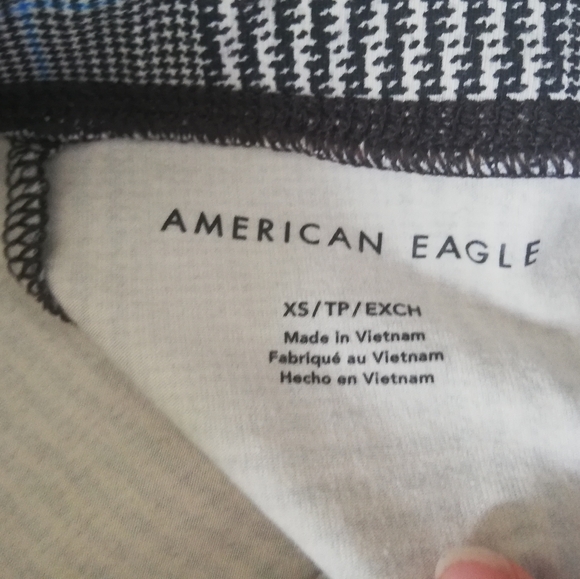 AMERICAN EAGLE
XS/TP/EXCH
Made in Vietnam
Fabriqué au Vietnam
Hecho en Vietnam